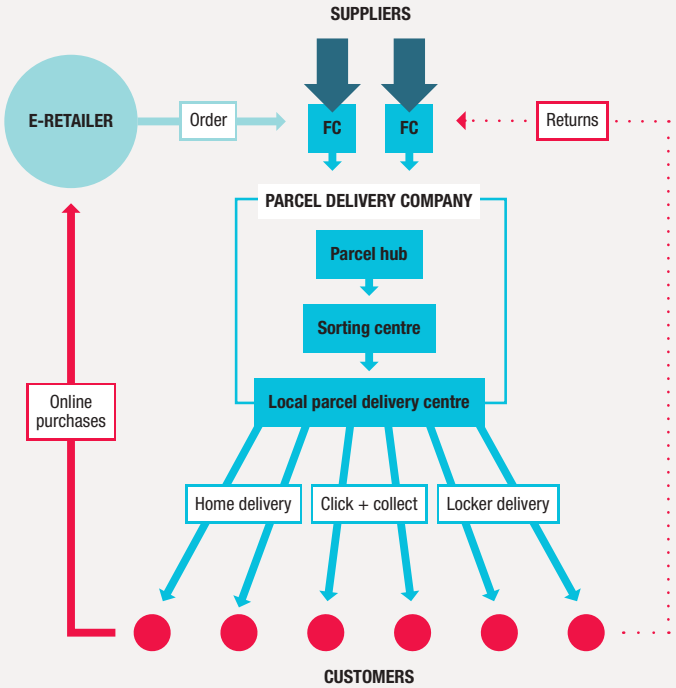 SUPPLIERS
E-RETAILER
Order
FC
FC
Returns
PARCEL DELIVERY COMPANY
Parcel hub
Sorting centre
Local parcel delivery centre
Online
purchases
Home delivery
Click + collect
Locker delivery
CUSTOMERS